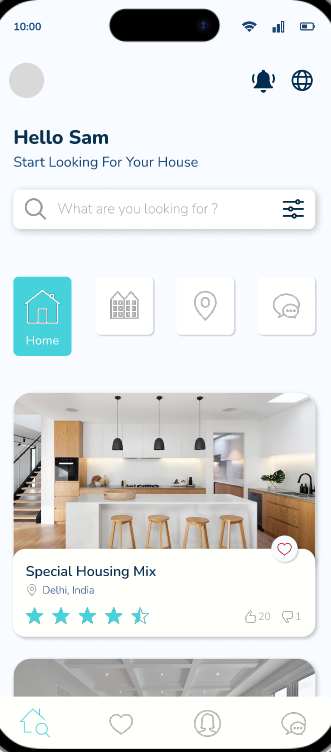 10:00
Hello Sam
Start Looking For Your House
What are you looking for ?
Home
Special Housing Mix
Delhi, India
20 1